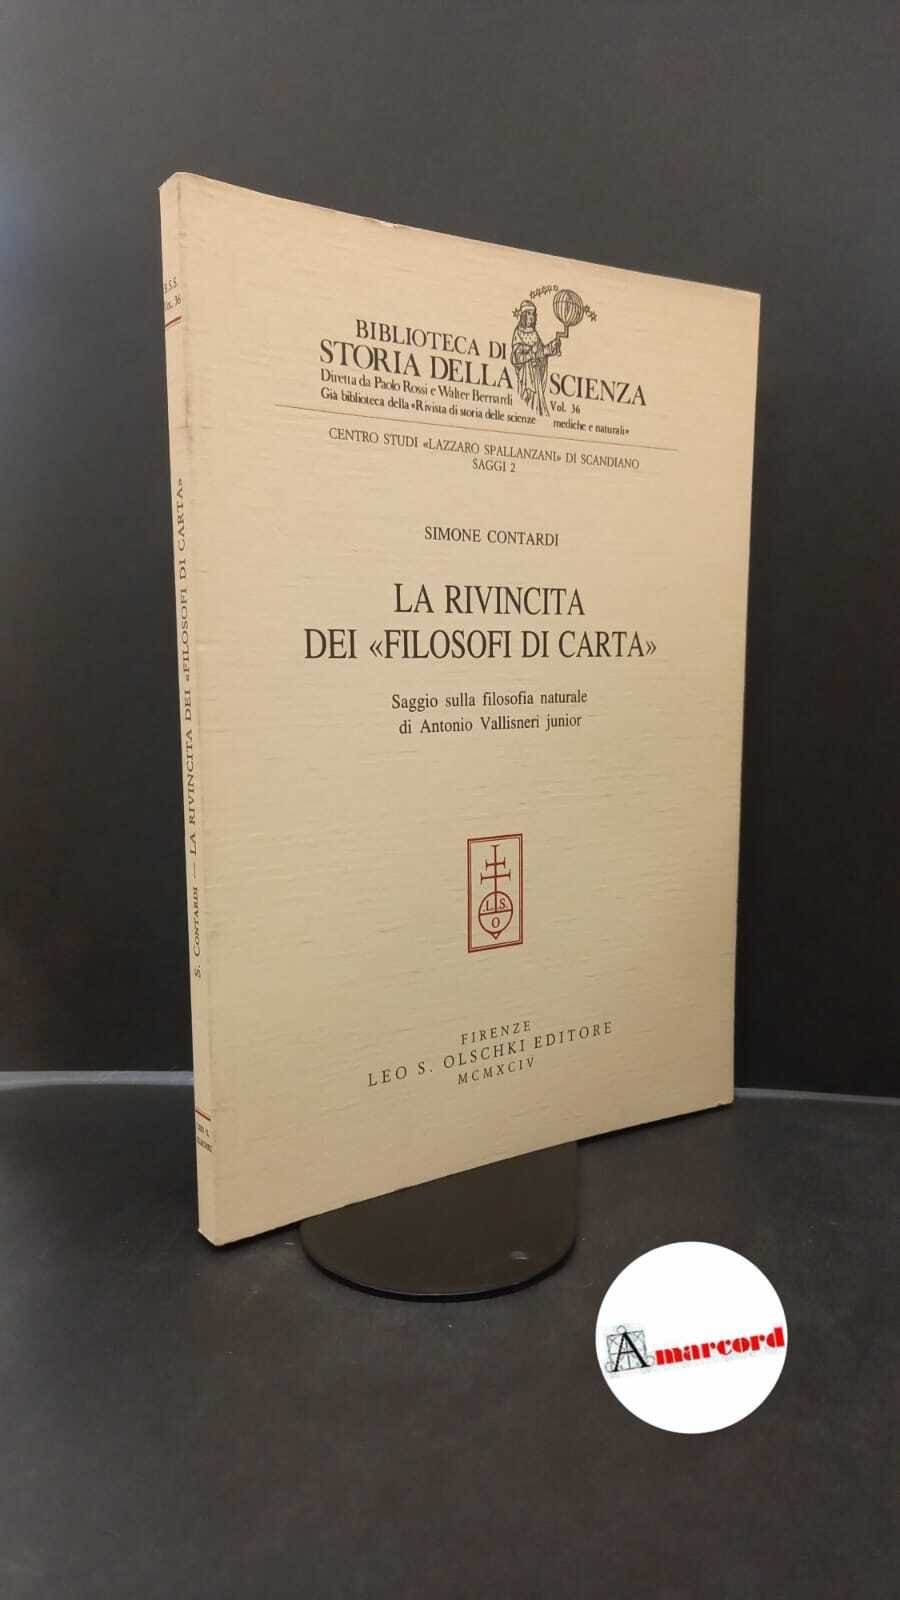 BIBLIOTECA DI
STORIA DELLA SCIENZA
Diretta da Paolo Rossi e Walter Bernardi Vol. 36
Già biblioteca della «Rivista di storia delle scienze mediche e naturali»
CENTRO STUDI «LAZZARO SPALLANZANI» DI SCANDIANO
SAGGI 2
SIMONE CONTARDI
LA RIVINCITA
DEI «FILOSOFI DI CARTA»
Saggio sulla filosofia naturale
di Antonio Vallisneri junior
L. S.
O
FIRENZE
LEO S. OLSCHKI EDITORE
MCMXCIV
36
S. CONTARDI — LA RIVINCITA DEI «FILOSOFI DI CARTA»
Amarcord